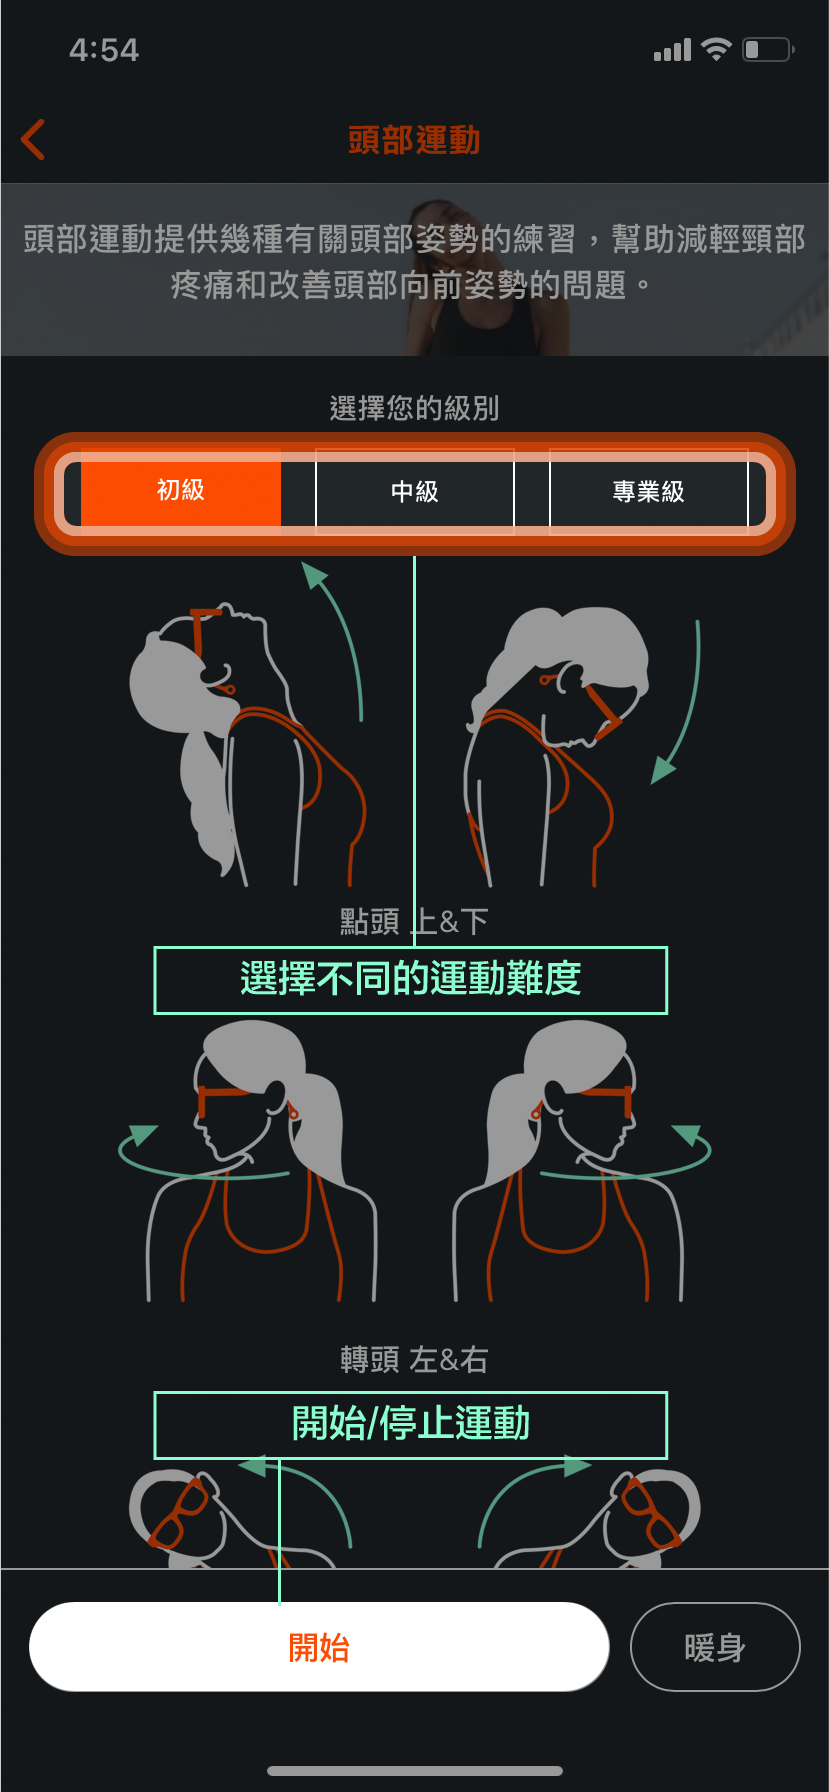 4:54
頭部運動
頭部運動提供幾種有關頭部姿勢的練習，幫助減輕頸部
疼痛和改善頭部向前姿勢的問題。
選擇您的級別
初級 中級 專業級
點頭 上&下
選擇不同的運動難度
轉頭 左&右
開始/停止運動
開始 暖身